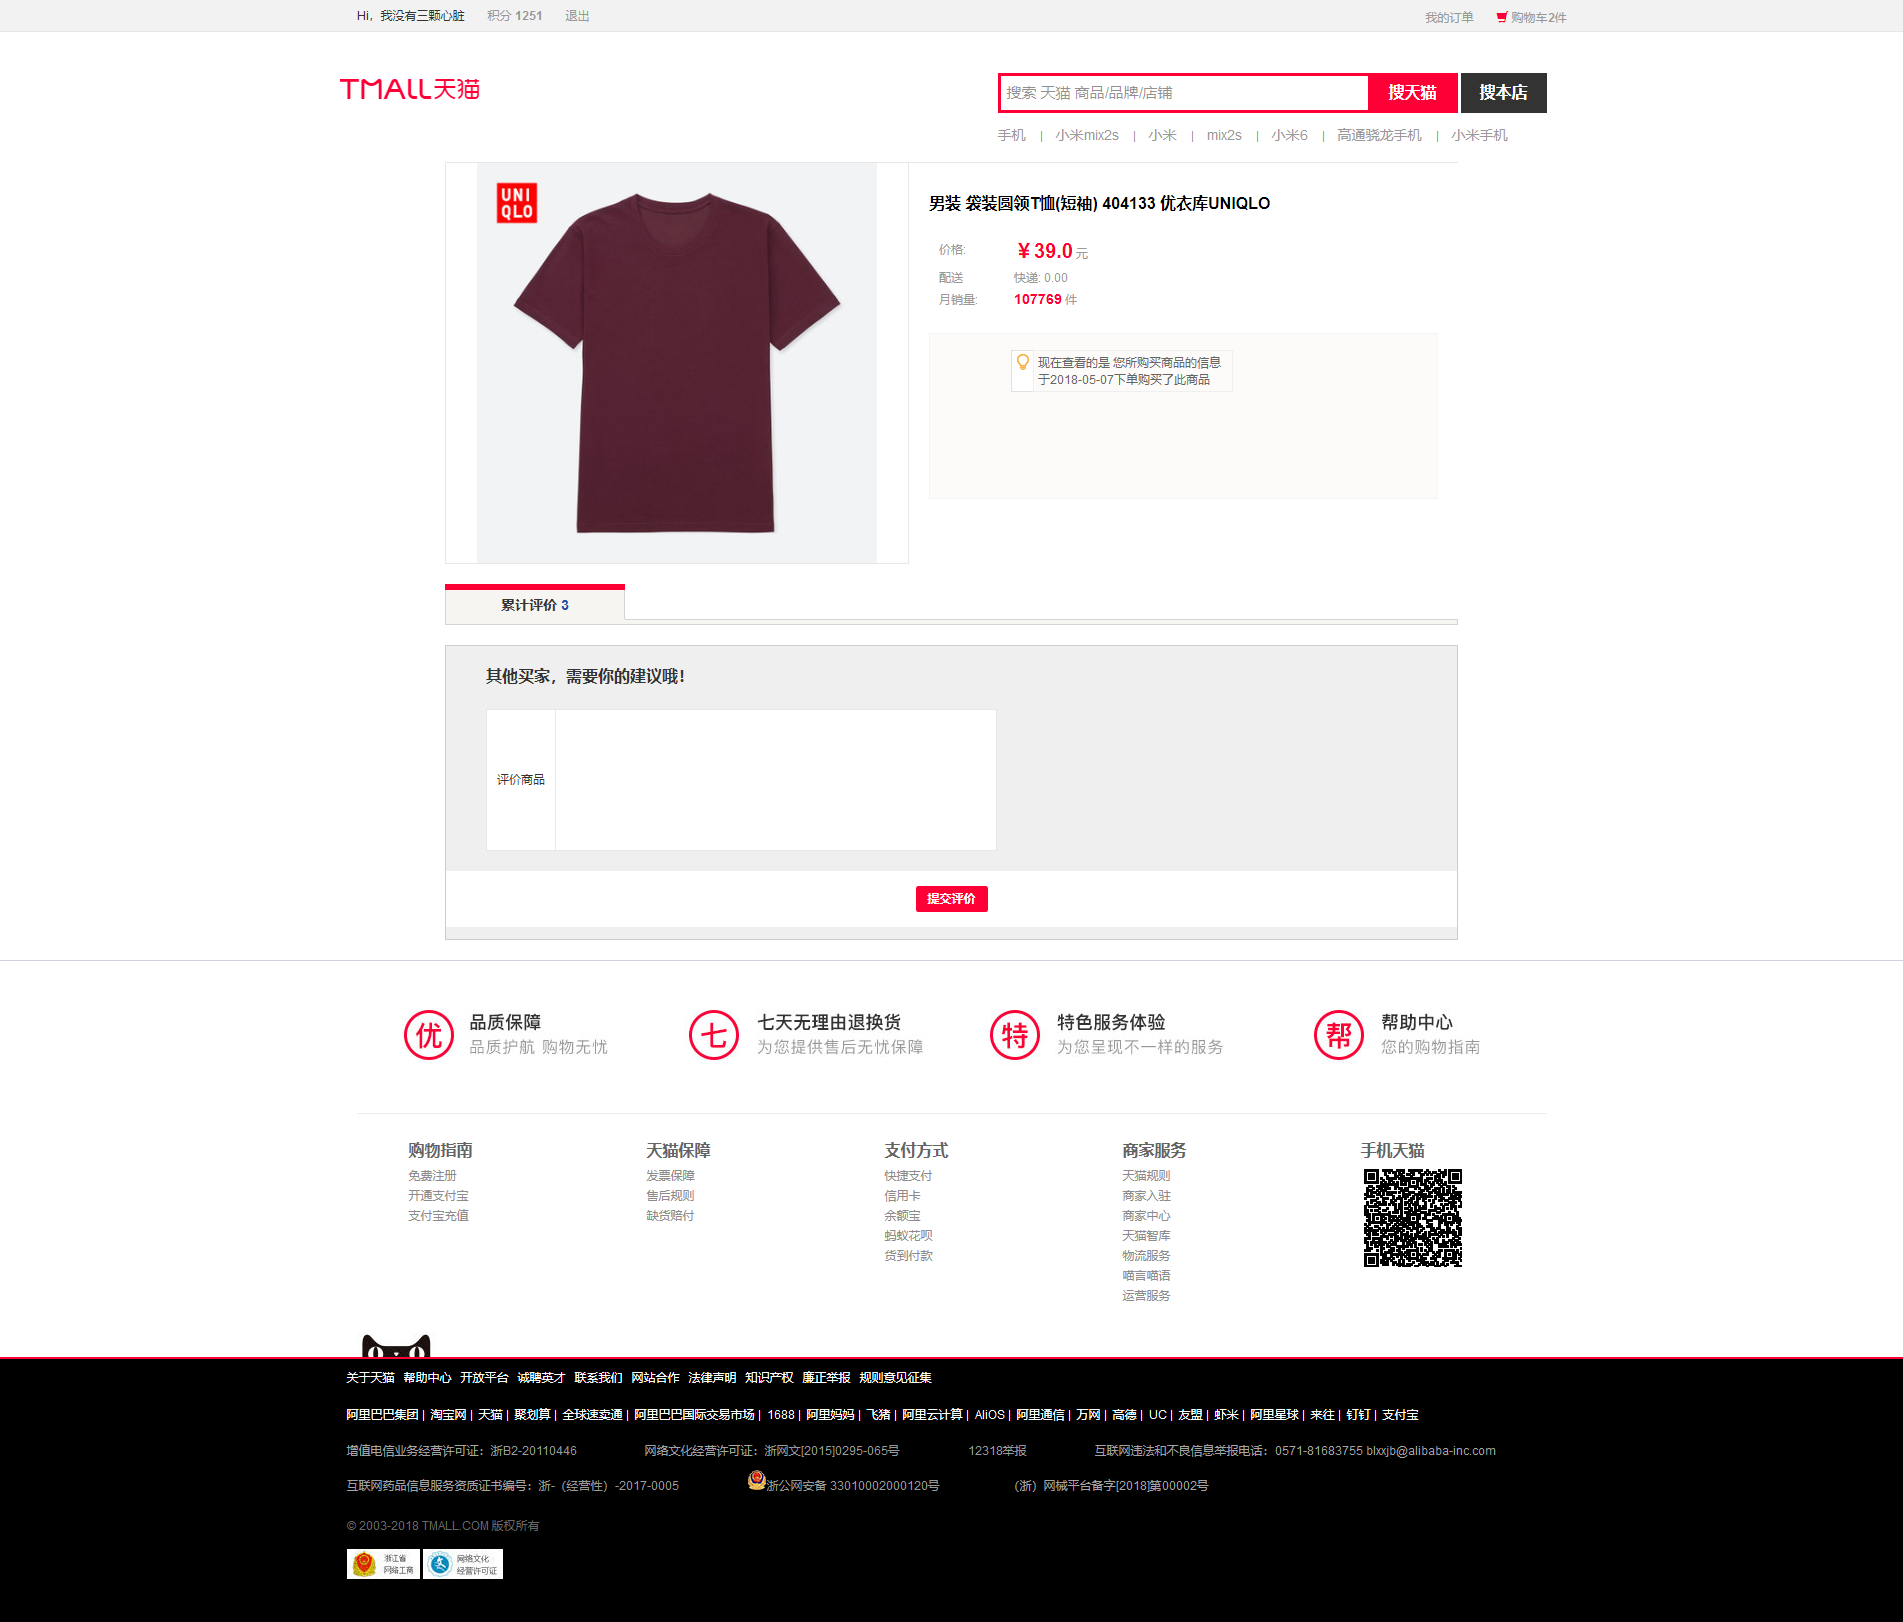 Hi，我没有三颗心脏 积分 1251 退出 我的订单 购物车2件
TMALL天猫
搜索 天猫 商品/品牌/店铺 搜天猫 搜本店
手机 | 小米mix2s | 小米 | mix2s | 小米6 | 高通骁龙手机 | 小米手机
UNI
QLO
男装 袋装圆领T恤(短袖) 404133 优衣库UNIQLO
价格: ¥ 39.0 元
配送 快递: 0.00
月销量: 107769 件
现在查看的是 您所购买商品的信息
于2018-05-07下单购买了此商品
累计评价 3
其他买家，需要你的建议哦！
评价商品
提交评价
优 品质保障 七 七天无理由退换货 特 特色服务体验 帮 帮助中心
品质护航 购物无忧 为您提供售后无忧保障 为您呈现不一样的服务 您的购物指南
购物指南 天猫保障 支付方式 商家服务 手机天猫
免费注册 发票保障 快捷支付 天猫规则
开通支付宝 售后规则 信用卡 商家入驻
支付宝充值 缺货赔付 余额宝 商家中心
蚂蚁花呗 天猫智库
货到付款 物流服务
喵言喵语
运营服务
关于天猫 帮助中心 开放平台 诚聘英才 联系我们 网站合作 法律声明 知识产权 廉正举报 规则意见征集
阿里巴巴集团 | 淘宝网 | 天猫 | 聚划算 | 全球速卖通 | 阿里巴巴国际交易市场 | 1688 | 阿里妈妈 | 飞猪 | 阿里云计算 | AliOS | 阿里通信 | 万网 | 高德 | UC | 友盟 | 虾米 | 阿里星球 | 来往 | 钉钉 | 支付宝
增值电信业务经营许可证：浙B2-20110446 网络文化经营许可证：浙网文[2015]0295-065号 12318举报 互联网违法和不良信息举报电话：0571-81683755 blxxjb@alibaba-inc.com
互联网药品信息服务资质证书编号：浙-（经营性）-2017-0005 浙公网安备 33010002000120号 （浙）网械平台备字[2018]第00002号
© 2003-2018 TMALL.COM 版权所有
浙江省 网络文化
网络工商 经营许可证